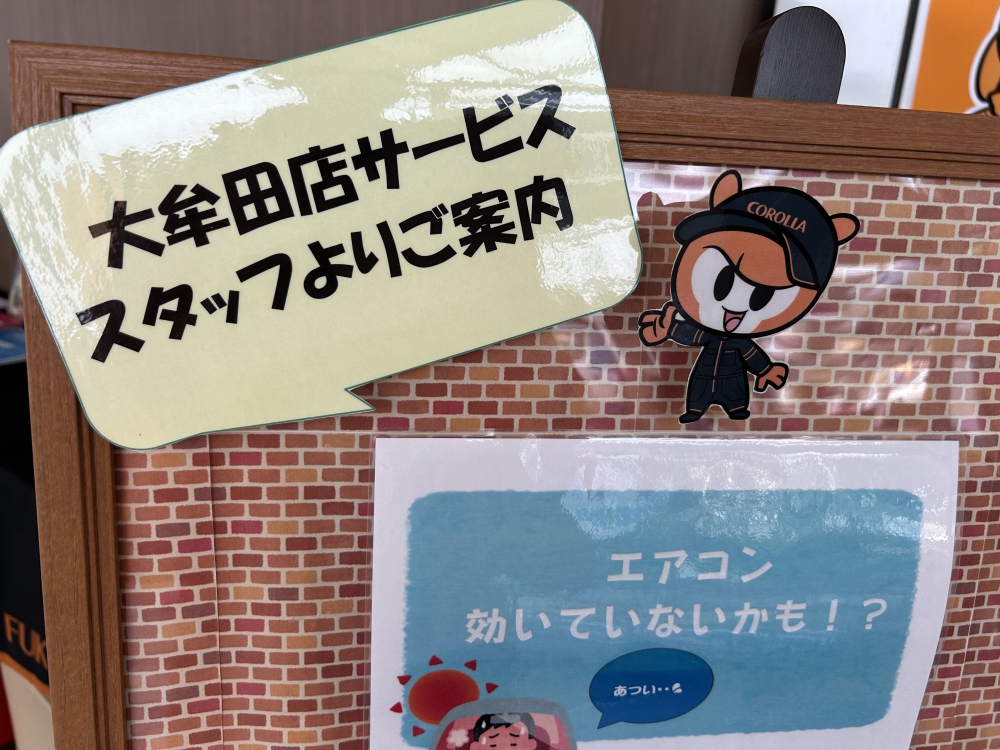 大牟田店サービス
スタッフよりご案内
COROLLA
エアコン
効いていないかも！？
あつい‥
FUK